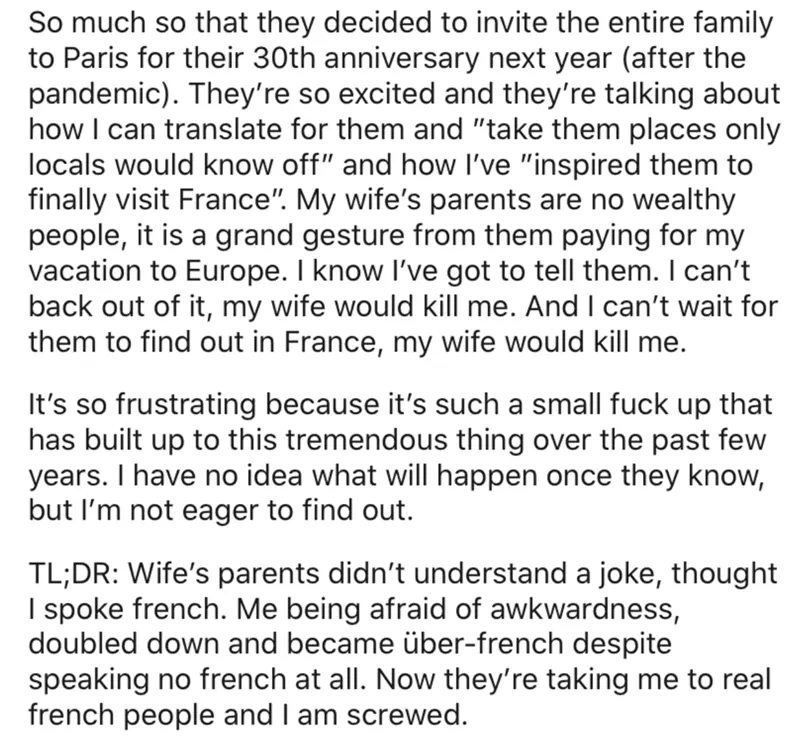 So much so that they decided to invite the entire family
to Paris for their 30th anniversary next year (after the
pandemic). They’re so excited and they’re talking about
how I can translate for them and "take them places only
locals would know off" and how I’ve "inspired them to
finally visit France". My wife’s parents are no wealthy
people, it is a grand gesture from them paying for my
vacation to Europe. I know I’ve got to tell them. I can’t
back out of it, my wife would kill me. And I can’t wait for
them to find out in France, my wife would kill me.
It’s so frustrating because it’s such a small fuck up that
has built up to this tremendous thing over the past few
years. I have no idea what will happen once they know,
but I’m not eager to find out.
TL;DR: Wife’s parents didn’t understand a joke, thought
I spoke french. Me being afraid of awkwardness,
doubled down and became über-french despite
speaking no french at all. Now they’re taking me to real
french people and I am screwed.